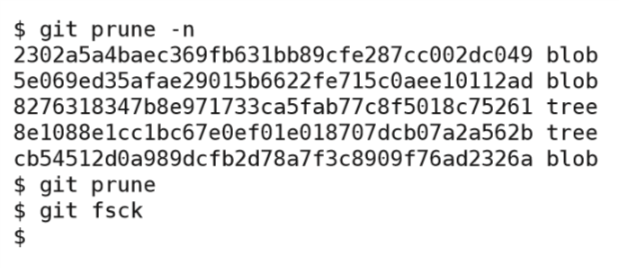 $ git prune -n
2302a5a4baec369fb631bb89cfe287cc002dc049 blob
5e069ed35afae29015b6622fe715c0aee10112ad blob
8276318347b8e971733ca5fab77c8f5018c75261 tree
8e1088e1cc1bc67e0ef01e018707dcb07a2a562b tree
cb54512d0a989dcfb2d78a7f3c8909f76ad2326a blob
$ git prune
$ git fsck
$